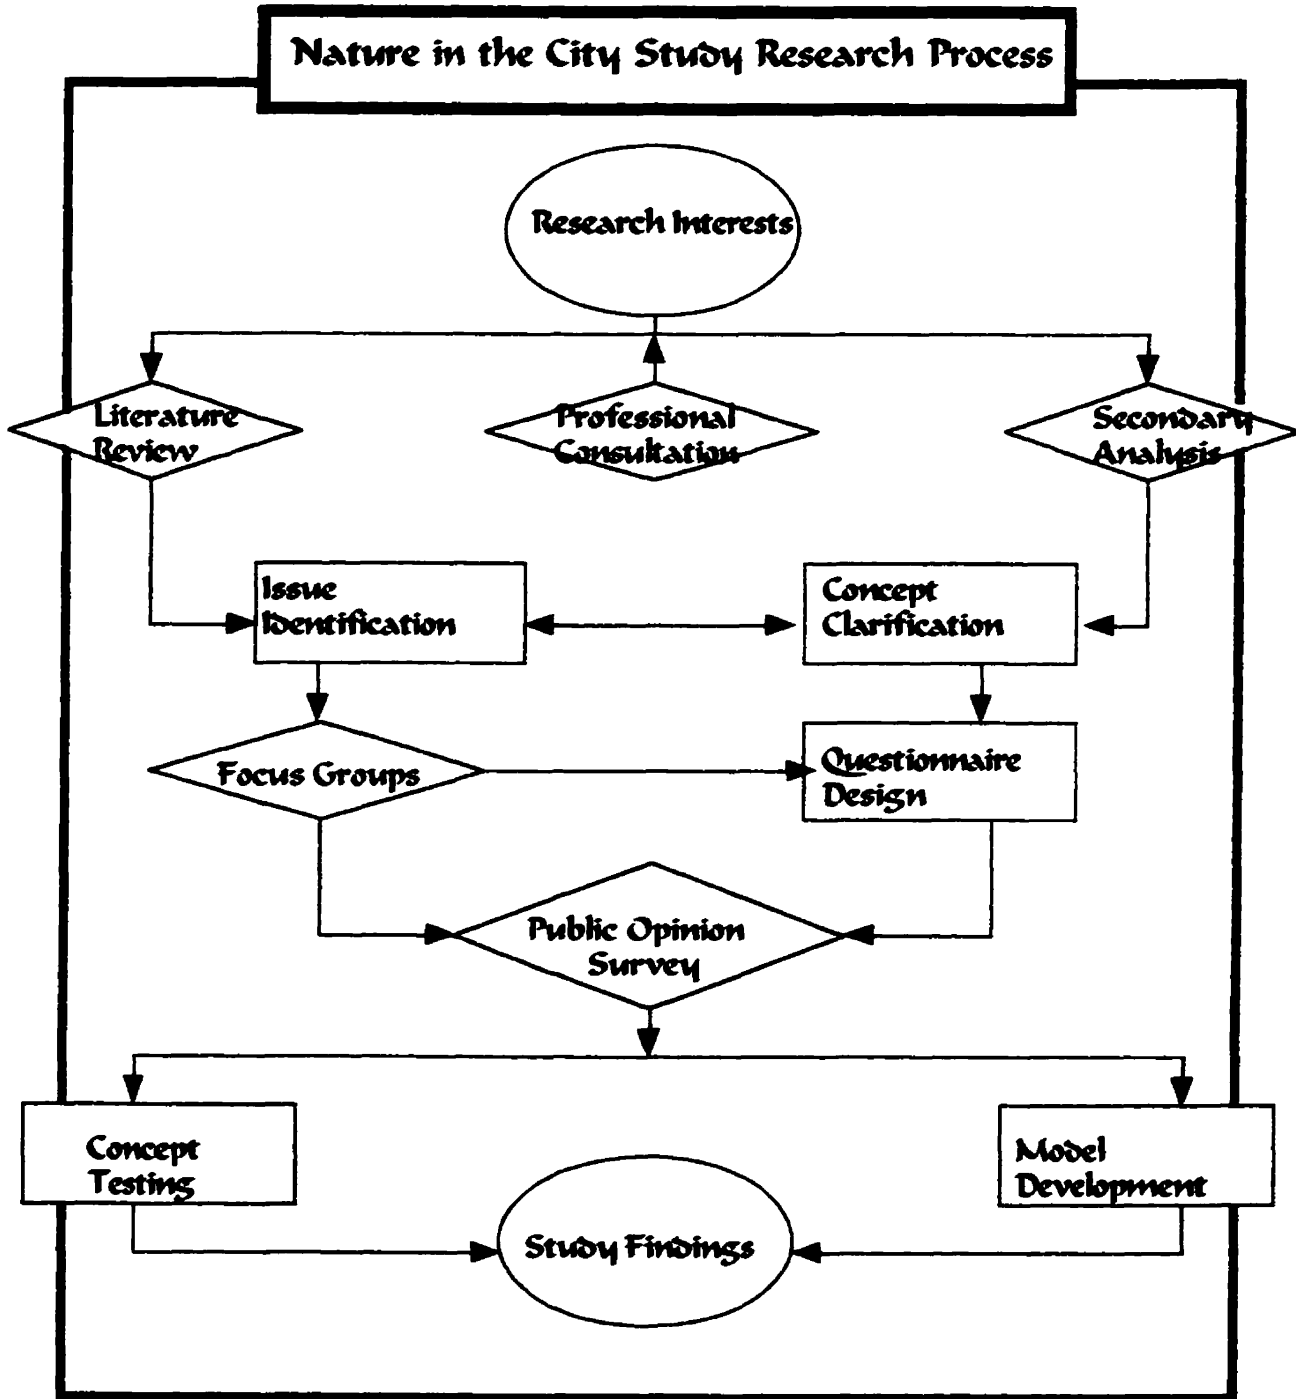 Nature in the City Study Research Process
Research Interests
Literature
Review
Professional
Consultation
Secondary
Analysis
Issue
Identification
Concept
Clarification
Focus Groups
Questionnaire
Design
Public Opinion
Survey
Concept
Testing
Model
Development
Study Findings